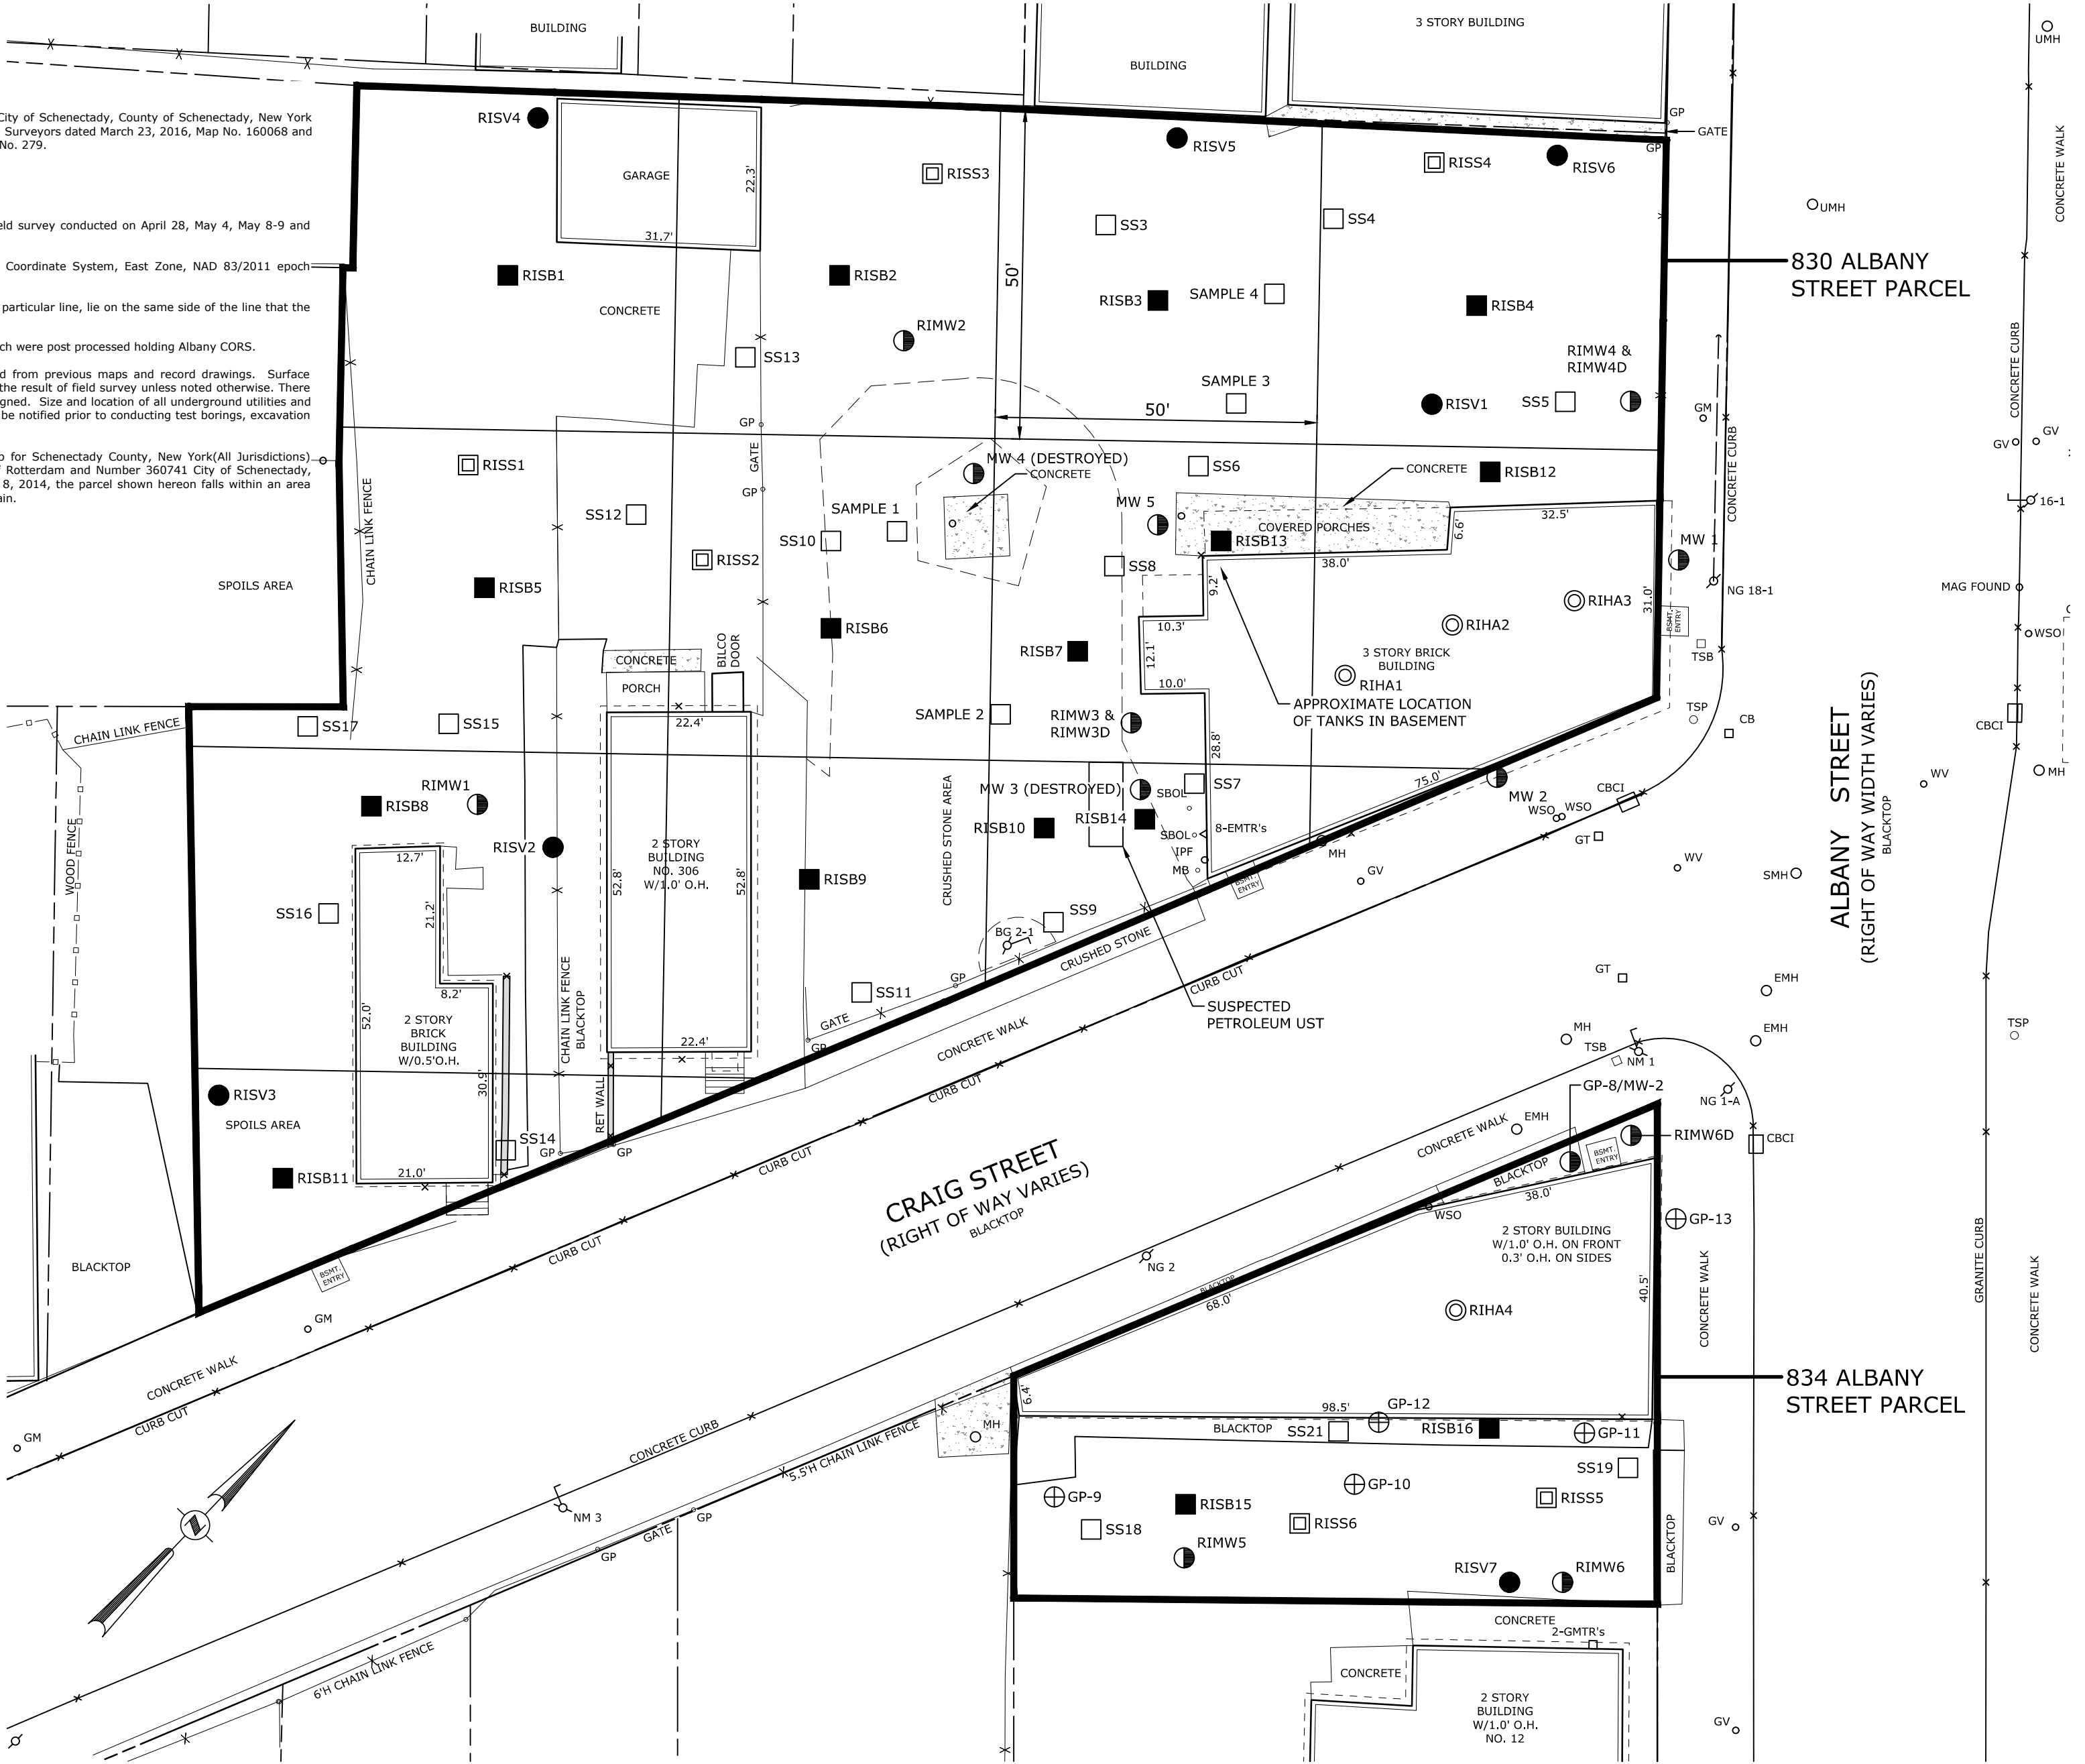 BUILDING
3 STORY BUILDING
BUILDING
UMH
City of Schenectady, County of Schenectady, New York
Surveyors dated March 23, 2016, Map No. 160068 and
No. 279.
RISV4
RISV5
RISS4
RISV6
GP
GATE
GP
CONCRETE WALK
GARAGE
22.3'
31.7'
RISS3
SS3
SS4
UMH
field survey conducted on April 28, May 4, May 8-9 and
Coordinate System, East Zone, NAD 83/2011 epoch
particular line, lie on the same side of the line that the
which were post processed holding Albany CORS.
from previous maps and record drawings. Surface
the result of field survey unless noted otherwise. There
Size and location of all underground utilities and
be notified prior to conducting test borings, excavation
for Schenectady County, New York(All Jurisdictions)
of Rotterdam and Number 360741 City of Schenectady,
8, 2014, the parcel shown hereon falls within an area
830 ALBANY
STREET PARCEL
RISB1
RISB2
50'
RISB3
SAMPLE 4
RISB4
CONCRETE
RIMW2
SS13
RIMW4 &
RIMW4D
SAMPLE 3
50'
RISV1
SS5
GM
CONCRETE CURB
CONCRETE CURB
GV
GV
GP
GATE
GP
RISS1
MW 4 (DESTROYED)
CONCRETE
SS6
CONCRETE
RISB12
CHAIN LINK FENCE
SS12
SAMPLE 1
SS10
MW 5
COVERED PORCHES
RISB13
32.5'
6.6'
38.0'
16-1
RISS2
SS8
9.2'
MW 1
SPOILS AREA
RISB5
RIHA3
31.0'
NG 18-1
MAG FOUND
RISB6
10.3'
RIHA2
BSMT.
ENTRY
WSO
BILCO
DOOR
RISB7
12.1'
3 STORY BRICK
BUILDING
TSB
CONCRETE
PORCH
10.0'
RIHA1
APPROXIMATE LOCATION
OF TANKS IN BASEMENT
SS17
SS15
22.4'
SAMPLE 2
RIMW3 &
RIMW3D
28.8'
TSP
CB
CBCI
CHAIN LINK FENCE
ALBANY STREET
(RIGHT OF WAY WIDTH VARIES)
BLACKTOP
MH
WV
RIMW1
RISB8
CRUSHED STONE AREA
MW 3 (DESTROYED)
SS7
SBOL
75.0'
MW 2
CBCI
WSO
WSO
RISB10
RISB14
SBOL
8-EMTR's
GT
WOOD FENCE
12.7'
RISV2
2 STORY
BUILDING
NO. 306
W/1.0' O.H.
52.8'
52.8'
IPF
MB
MH
GV
BSMT.
ENTRY
WV
SMH
RISB9
SS16
21.2'
SS9
BG 2-1
CRUSHED STONE
8.2'
GP
CURB CUT
GT
EMH
SS11
SUSPECTED
PETROLEUM UST
52.0'
2 STORY
BRICK
BUILDING
W/0.5'O.H.
CHAIN LINK FENCE
BLACKTOP
22.4'
GATE
GP
CONCRETE WALK
MH
TSB
EMH
NM 1
TSP
RISV3
SPOILS AREA
30.9'
RET WALL
CURB CUT
GP-8/MW-2
NG 1-A
RISB11
SS14
GP
GP
CURB CUT
21.0'
EMH
CONCRETE WALK
RIMW6D
CBCI
BLACKTOP
BSMT.
ENTRY
CRAIG STREET
(RIGHT OF WAY VARIES)
BLACKTOP
38.0'
WSO
GP-13
2 STORY BUILDING
W/1.0' O.H. ON FRONT
0.3' O.H. ON SIDES
BLACKTOP
BSMT.
ENTRY
CURB CUT
NG 2
BLACKTOP
68.0'
40.5'
CONCRETE WALK
GRANITE CURB
CONCRETE WALK
RIHA4
GM
CONCRETE WALK
CURB CUT
GM
834 ALBANY
STREET PARCEL
6.4'
98.5'
GP-12
MH
BLACKTOP
SS21
RISB16
GP-11
CONCRETE CURB
5.5'H CHAIN LINK FENCE
SS19
GP-9
RISB15
GP-10
RISS5
SS18
RISS6
NM 3
GATE
GP
GP
RIMW5
GV
BLACKTOP
RISV7
RIMW6
CONCRETE
2-GMTR's
6'H CHAIN LINK FENCE
CONCRETE
2 STORY
BUILDING
W/1.0' O.H.
NO. 12
GV